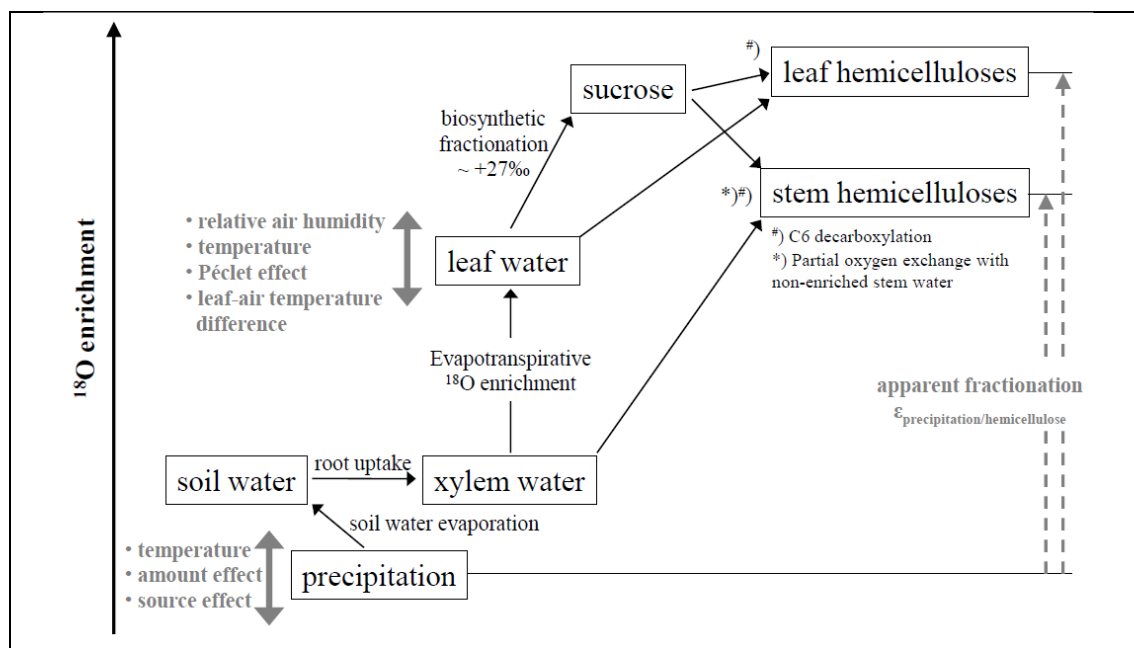 #)
leaf hemicelluloses
sucrose
biosynthetic
fractionation
~ +27‰
*)#)
stem hemicelluloses
#) C6 decarboxylation
*) Partial oxygen exchange with
non-enriched stem water
• relative air humidity
• temperature
• Péclet effect
• leaf-air temperature
difference
leaf water
18O enrichment
Evapotranspirative
18O enrichment
apparent fractionation
εprecipitation/hemicellulose
soil water
root uptake
xylem water
soil water evaporation
• temperature
• amount effect
• source effect
precipitation